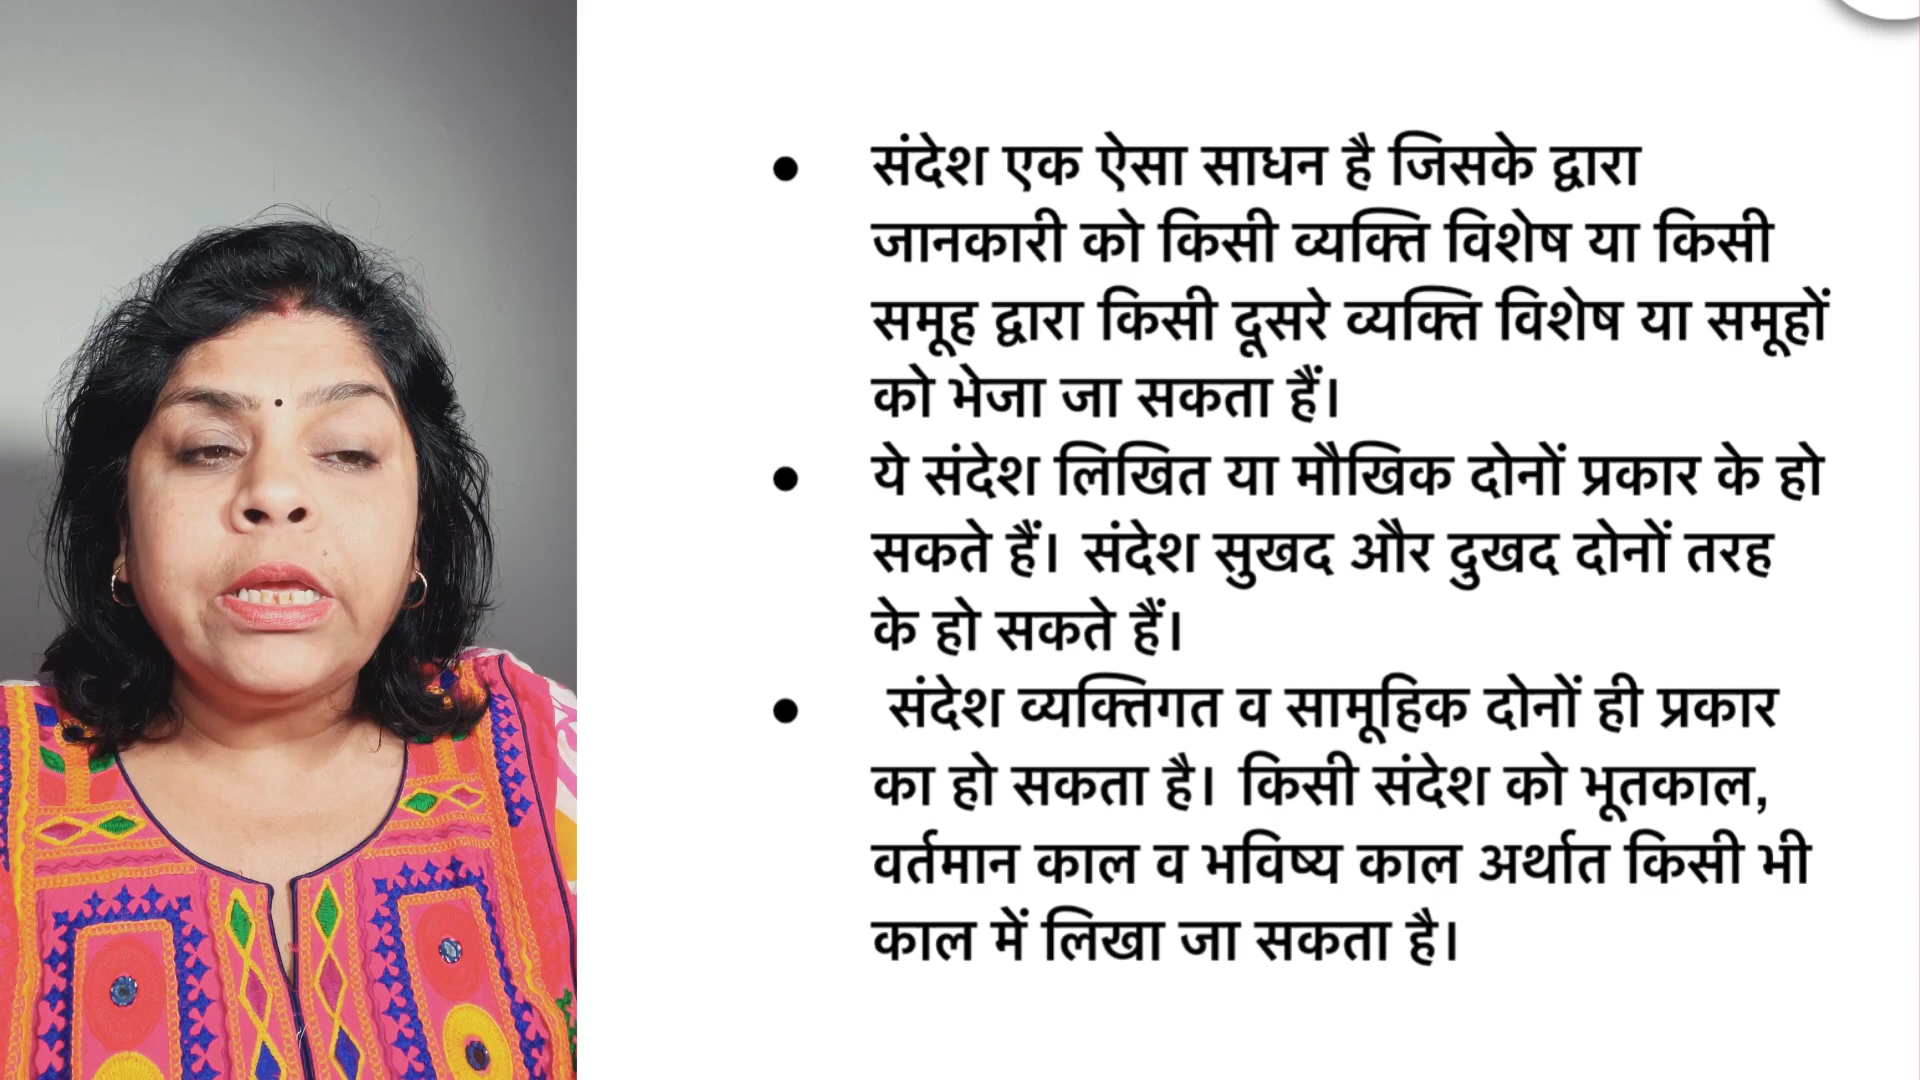 • संदेश एक ऐसा साधन है जिसके द्वारा
जानकारी को किसी व्यक्ति विशेष या किसी
समूह द्वारा किसी दूसरे व्यक्ति विशेष या समूहों
को भेजा जा सकता हैं।
• ये संदेश लिखित या मौखिक दोनों प्रकार के हो
सकते हैं। संदेश सुखद और दुखद दोनों तरह
के हो सकते हैं।
• संदेश व्यक्तिगत व सामूहिक दोनों ही प्रकार
का हो सकता है। किसी संदेश को भूतकाल,
वर्तमान काल व भविष्य काल अर्थात किसी भी
काल में लिखा जा सकता है।